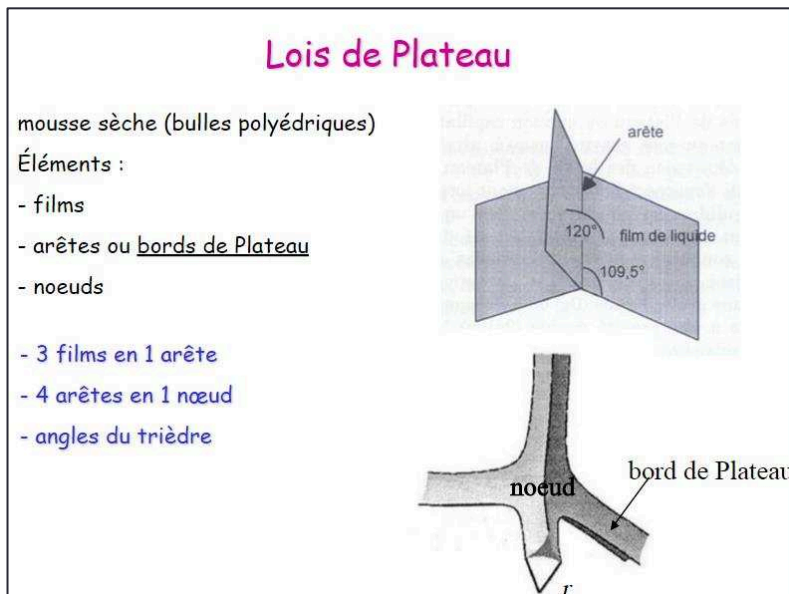 Lois de Plateau
mousse sèche (bulles polyédriques)
Éléments :
- films
- arêtes ou bords de Plateau
- noeuds
- 3 films en 1 arête
- 4 arêtes en 1 nœud
- angles du trièdre
arête
120°
film de liquide
109,5°
noeud
bord de Plateau
r